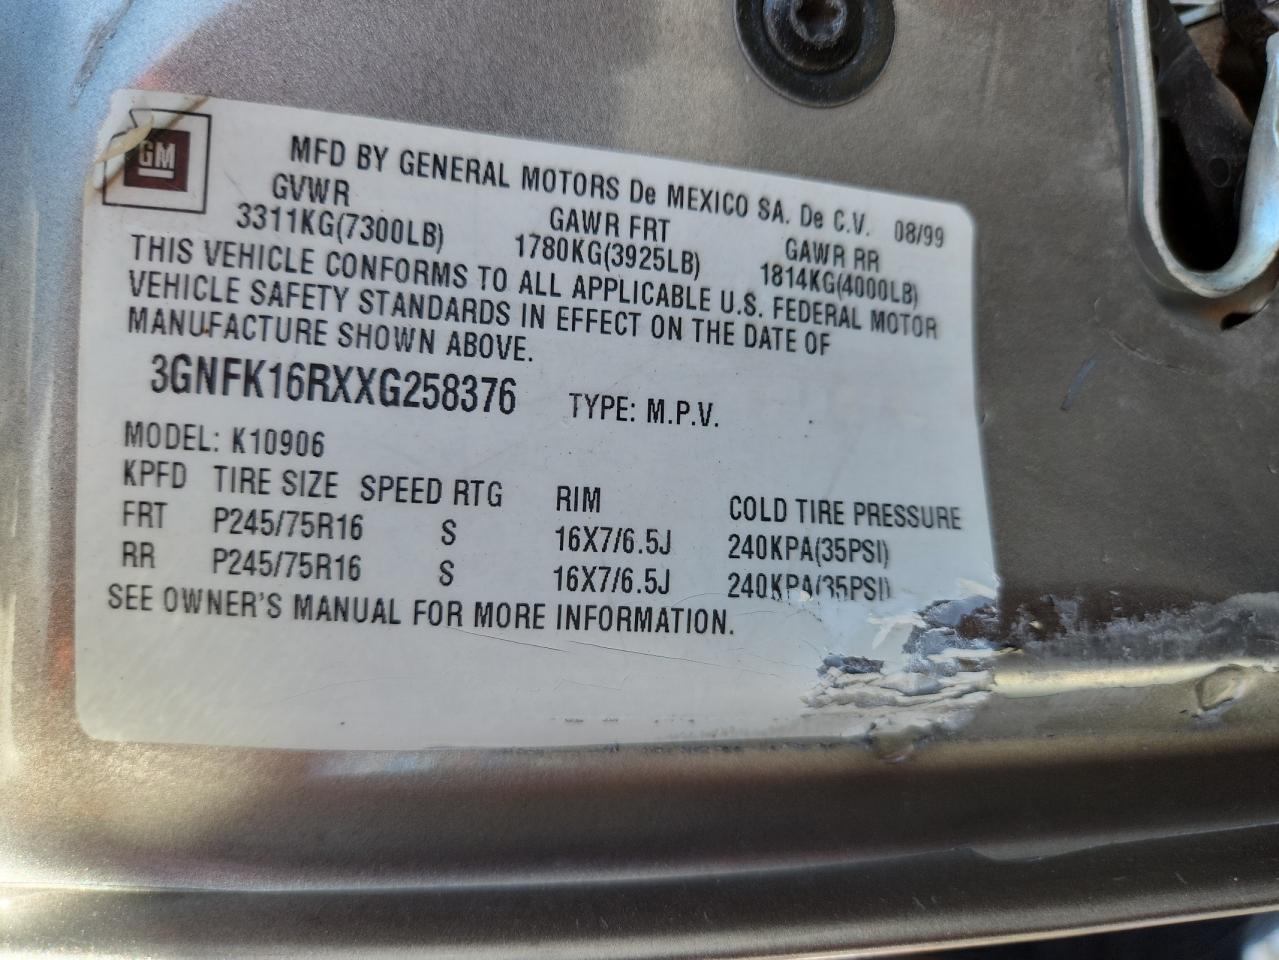 GM
MFD BY GENERAL MOTORS De MEXICO SA. De C.V. 08/99
GVWR GAWR FRT GAWR RR
3311KG(7300LB) 1780KG(3925LB) 1814KG(4000LB)
THIS VEHICLE CONFORMS TO ALL APPLICABLE U.S. FEDERAL MOTOR
VEHICLE SAFETY STANDARDS IN EFFECT ON THE DATE OF
MANUFACTURE SHOWN ABOVE.
3GNFK16RXXG258376 TYPE: M.P.V.
MODEL: K10906
KPFD TIRE SIZE SPEED RTG RIM COLD TIRE PRESSURE
FRT P245/75R16 S 16X7/6.5J 240KPA(35PSI)
RR P245/75R16 S 16X7/6.5J 240KPA(35PSI)
SEE OWNER'S MANUAL FOR MORE INFORMATION.